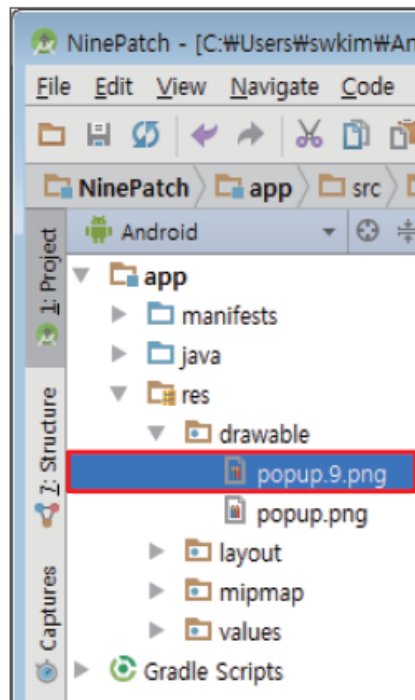 NinePatch - [C:₩Users₩swkim₩An
File Edit View Navigate Code
NinePatch app src
1: Project
Android
app
manifests
java
res
drawable
popup.9.png
popup.png
layout
mipmap
values
Gradle Scripts
7: Structure
Captures